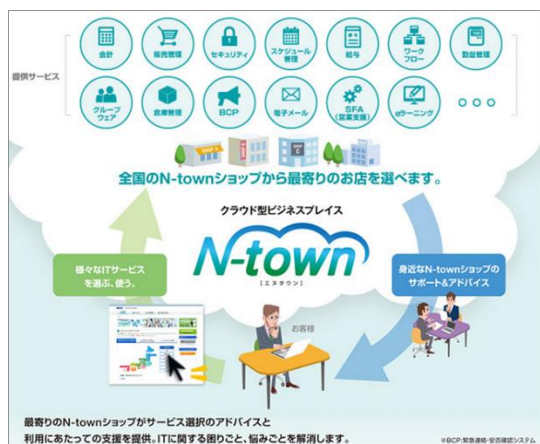 会計
販売管理
セキュリティ
スケジュール
管理
給与
ワーク
フロー
勤怠管理
提供サービス
グループ
ウェア
倉庫管理
BCP
電子メール
SFA
(営業支援)
eラーニング
全国のN-townショップから最寄りのお店を選べます。
クラウド型ビジネスプレイス
N-town
[エヌタウン]
様々なITサービス
を選ぶ、使う。
身近なN-townショップの
サポート&アドバイス
お客様
最寄りのN-townショップがサービス選択のアドバイスと
利用にあたっての支援を提供。ITに関する困りごと、悩みごとを解消します。
※BCP:緊急連絡・安否確認システム